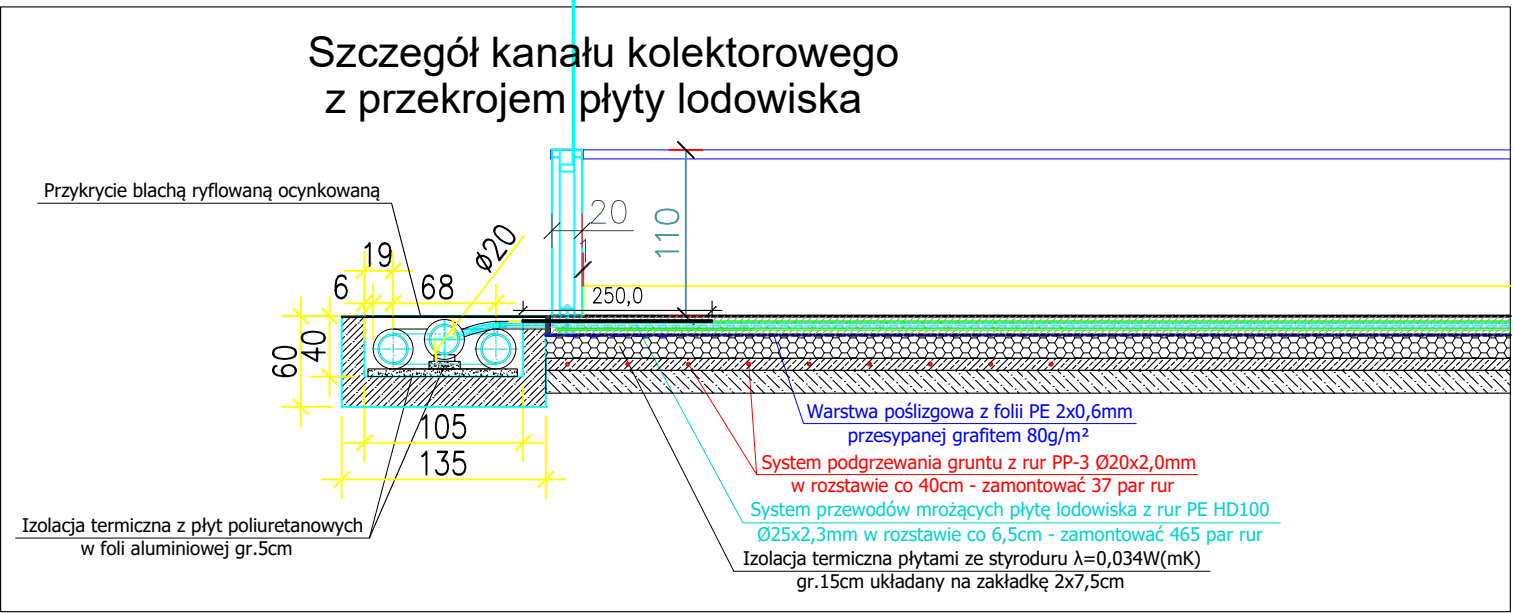 Szczegół kanału kolektorowego
z przekrojem płyty lodowiska
Przykrycie blachą ryflowaną ocynkowaną
20
110
1
19
ø20
6
68
250,0
60
40
105
135
Warstwa poślizgowa z folii PE 2x0,6mm
przesypanej grafitem 80g/m²
System podgrzewania gruntu z rur PP-3 Ø20x2,0mm
w rozstawie co 40cm - zamontować 37 par rur
System przewodów mrożących płytę lodowiska z rur PE HD100
Ø25x2,3mm w rozstawie co 6,5cm - zamontować 465 par rur
Izolacja termiczna płytami ze styroduru λ=0,034W(mK)
gr.15cm układany na zakładkę 2x7,5cm
Izolacja termiczna z płyt poliuretanowych
w foli aluminiowej gr.5cm